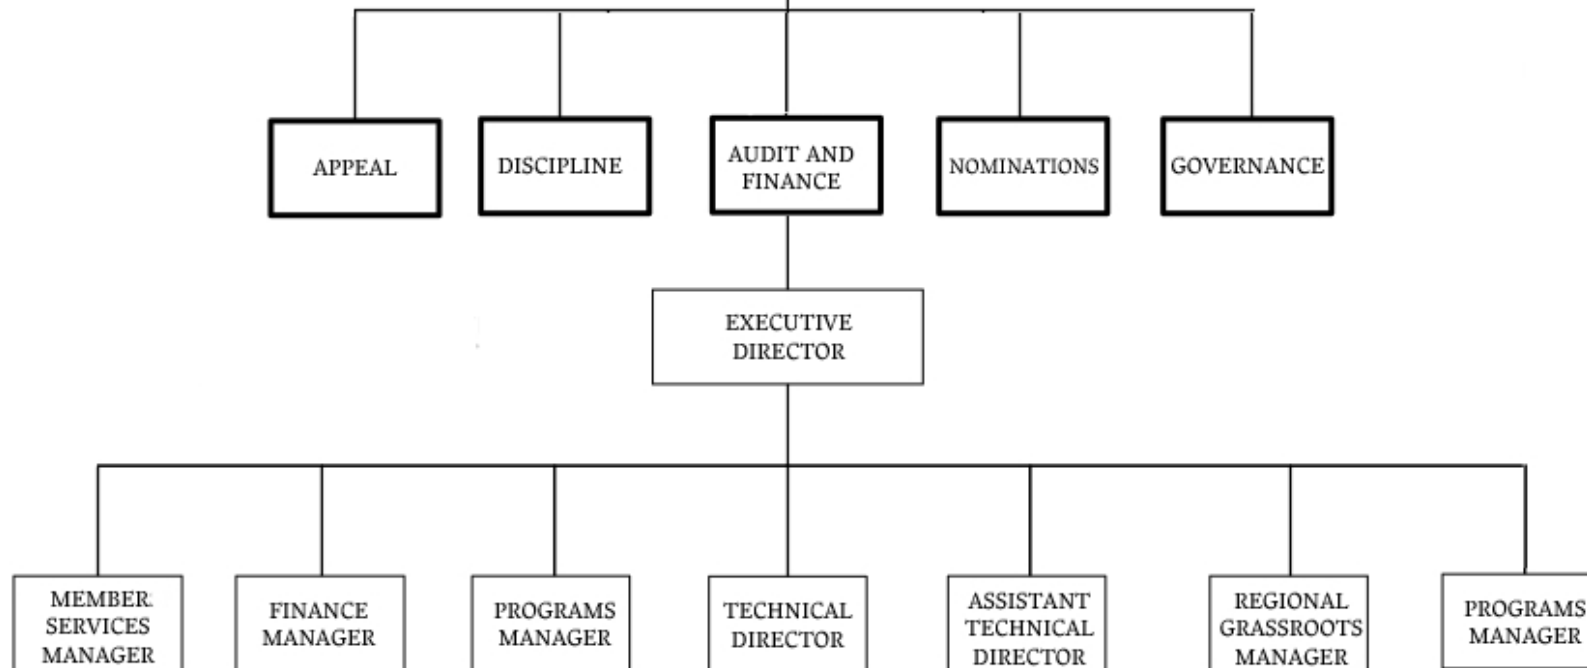 APPEAL
DISCIPLINE
AUDIT AND
FINANCE
NOMINATIONS
GOVERNANCE
EXECUTIVE
DIRECTOR
MEMBER
SERVICES
MANAGER
FINANCE
MANAGER
PROGRAMS
MANAGER
TECHNICAL
DIRECTOR
ASSISTANT
TECHNICAL
DIRECTOR
REGIONAL
GRASSROOTS
MANAGER
PROGRAMS
MANAGER